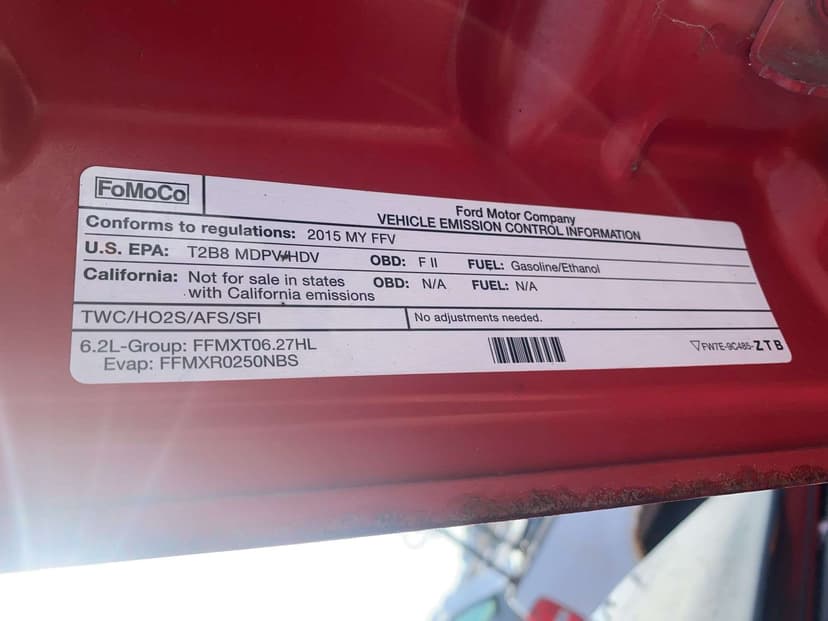 FoMoCo
Ford Motor Company
VEHICLE EMISSION CONTROL INFORMATION
Conforms to regulations: 2015 MY FFV
U.S. EPA: T2B8 MDPV/HDV OBD: F II FUEL: Gasoline/Ethanol
California: Not for sale in states with California emissions OBD: N/A FUEL: N/A
TWC/HO2S/AFS/SFI No adjustments needed.
6.2L-Group: FFMXT06.27HL
Evap: FFMXR0250NBS
FW7E-9C485-ZTB